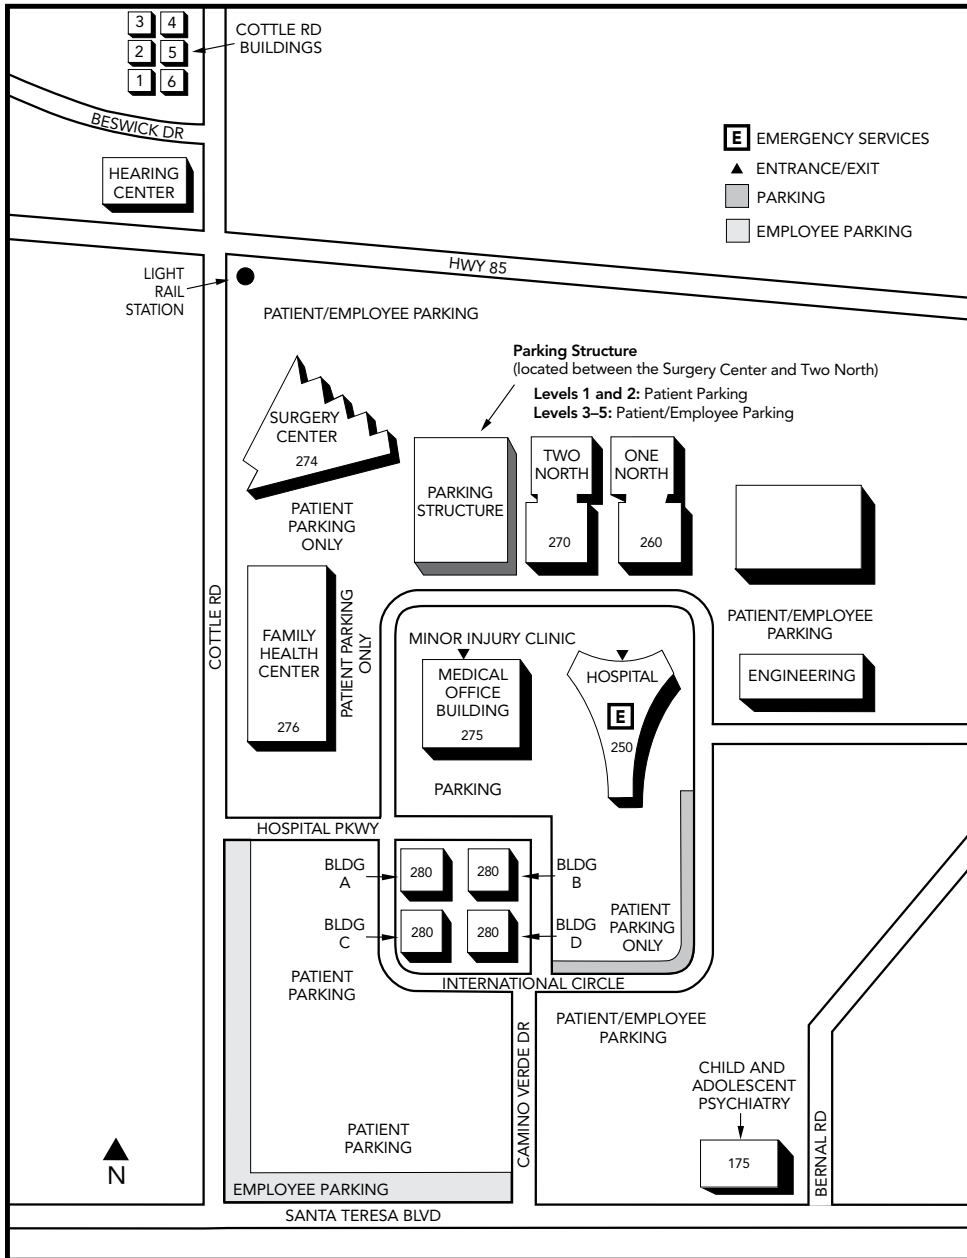 3 4
2 5
1 6
COTTLE RD
BUILDINGS
BESWICK DR
HEARING
CENTER
E EMERGENCY SERVICES
▲ ENTRANCE/EXIT
PARKING
EMPLOYEE PARKING
HWY 85
LIGHT
RAIL
STATION
PATIENT/EMPLOYEE PARKING
Parking Structure
(located between the Surgery Center and Two North)
Levels 1 and 2: Patient Parking
Levels 3–5: Patient/Employee Parking
SURGERY
CENTER
274
PATIENT
PARKING
ONLY
PARKING
STRUCTURE
TWO
NORTH
270
ONE
NORTH
260
COTTLE RD
FAMILY
HEALTH
CENTER
276
PATIENT PARKING
ONLY
MINOR INJURY CLINIC
MEDICAL
OFFICE
BUILDING
275
HOSPITAL
E
250
PATIENT/EMPLOYEE
PARKING
ENGINEERING
PARKING
HOSPITAL PKWY
BLDG
A
280
280
BLDG
B
BLDG
C
280
280
BLDG
D
PATIENT
PARKING
ONLY
PATIENT
PARKING
INTERNATIONAL CIRCLE
CAMINO VERDE DR
PATIENT/EMPLOYEE
PARKING
CHILD AND
ADOLESCENT
PSYCHIATRY
175
BERNAL RD
PATIENT
PARKING
N
EMPLOYEE PARKING
SANTA TERESA BLVD